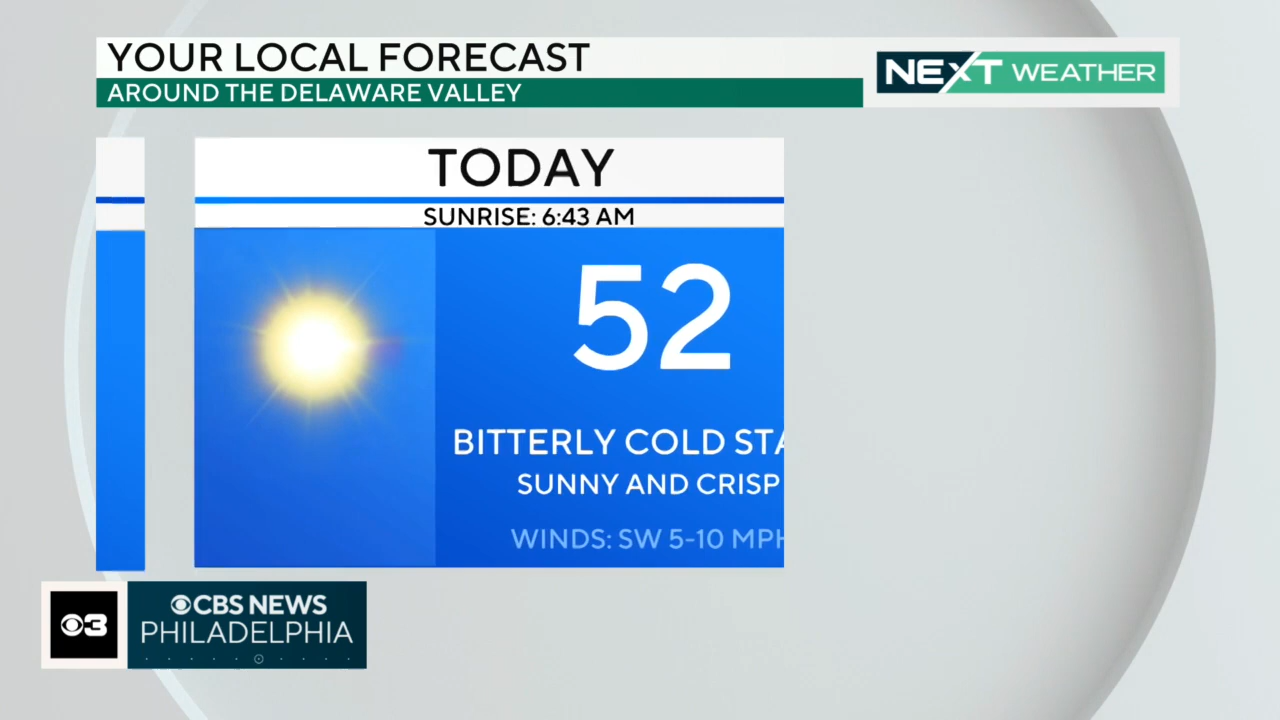 YOUR LOCAL FORECAST
AROUND THE DELAWARE VALLEY
NEXT WEATHER
TODAY
SUNRISE: 6:43 AM
52
BITTERLY COLD STA
SUNNY AND CRISP
WINDS: SW 5-10 MPH
3
CBS NEWS
PHILADELPHIA